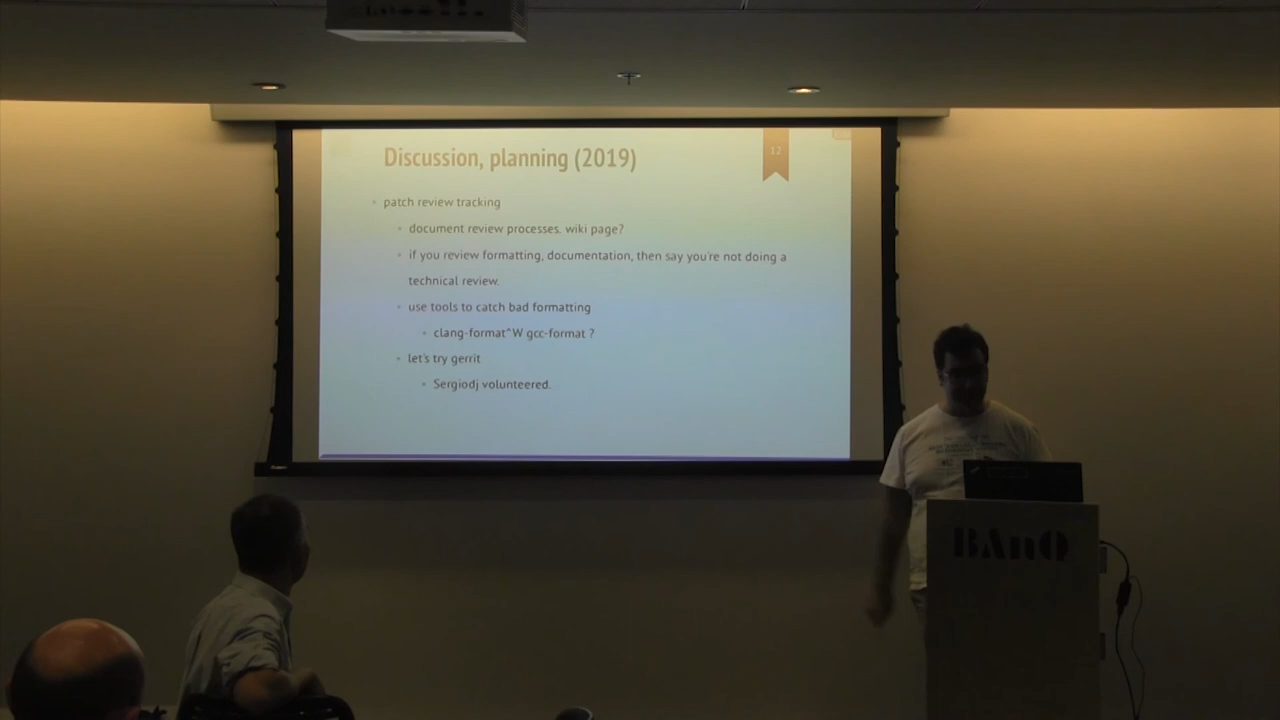 Discussion, planning (2019)
12
patch review tracking
document review processes. wiki page?
if you review formatting, documentation, then say you're not doing a
technical review.
use tools to catch bad formatting
clang-format^W gcc-format ?
let's try gerrit
Sergiodj volunteered.
BAnQ